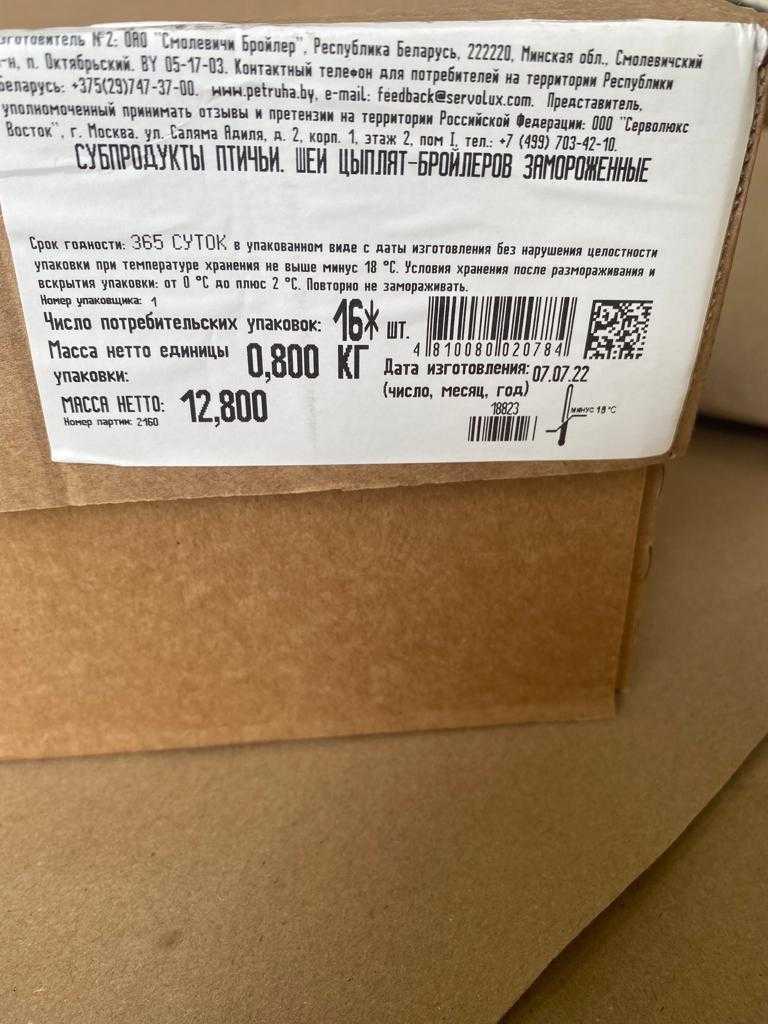 зготовитель №2: ОАО "Смолевичи Бройлер", Республика Беларусь, 222220, Минская обл., Смолевичский
-н, п. Октябрьский. BY 05-17-03. Контактный телефон для потребителей на территории Республики
Беларусь: +375(29)747-37-00. www.petruha.by, e-mail: feedback@servolux.com. Представитель,
уполномоченный принимать отзывы и претензии на территории Российской Федерации: ООО "Серволюкс
Восток", г. Москва, ул. Саляма Адиля, д. 2, корп. 1, этаж 2, пом I, тел.: +7 (499) 703-42-10.
СУБПРОДУКТЫ ПТИЧЬИ. ШЕИ ЦЫПЛЯТ-БРОЙЛЕРОВ ЗАМОРОЖЕННЫЕ
Срок годности: 365 СУТОК в упакованном виде с даты изготовления без нарушения целостности
упаковки при температуре хранения не выше минус 18 °С. Условия хранения после размораживания и
вскрытия упаковки: от 0 °С до плюс 2 °С. Повторно не замораживать.
Номер упаковщика: 1
Число потребительских упаковок: 16* шт.
4 810080 020784
Масса нетто единицы упаковки: 0,800 КГ
Дата изготовления: 07.07.22
(число, месяц, год)
МАССА НЕТТО: 12,800
18823
минус 18 °С
Номер партии: 2160